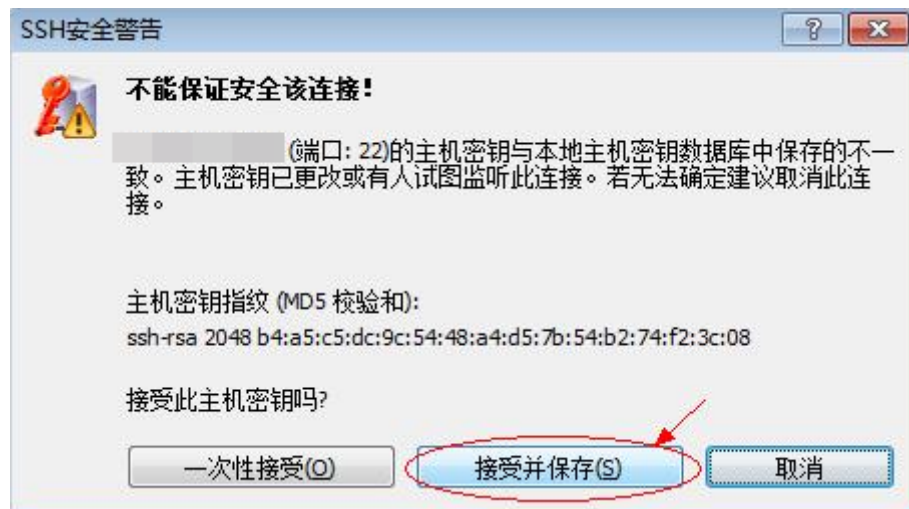 SSH安全警告
不能保证安全该连接!
(端口: 22)的主机密钥与本地主机密钥数据库中保存的不一
致。主机密钥已更改或有人试图监听此连接。若无法确定建议取消此连
接。
主机密钥指纹 (MD5 校验和):
ssh-rsa 2048 b4:a5:c5:dc:9c:54:48:a4:d5:7b:54:b2:74:f2:3c:08
接受此主机密钥吗?
一次性接受(O) 接受并保存(S) 取消